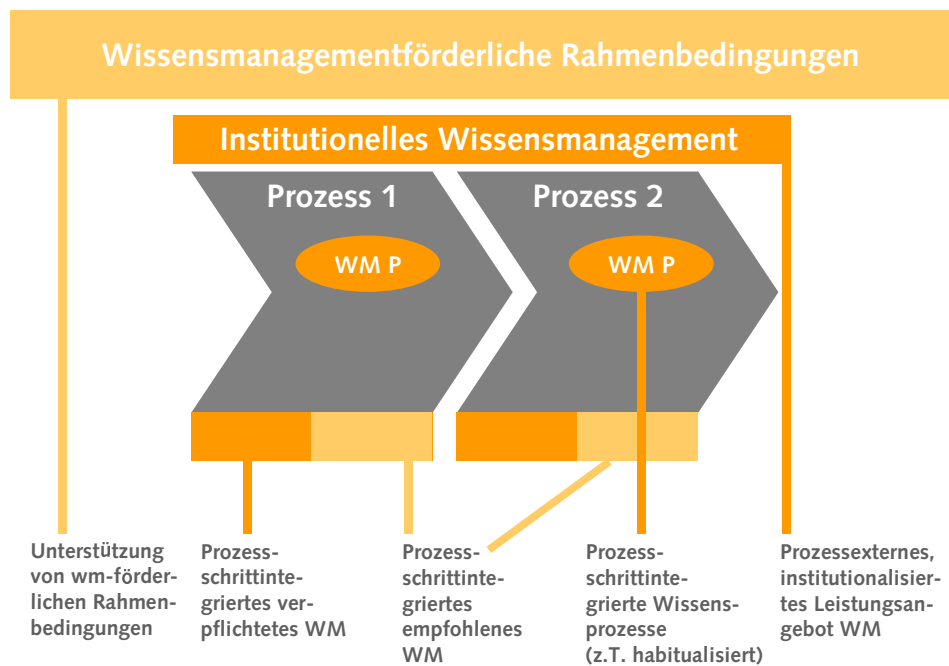 Wissensmanagementförderliche Rahmenbedingungen
Institutionelles Wissensmanagement
Prozess 1
Prozess 2
WM P
WM P
Unterstützung
von wm-förder-
lichen Rahmen-
bedingungen
Prozess-
schrittinte-
griertes ver-
pflichtetes WM
Prozess-
schrittinte-
griertes
empfohlenes
WM
Prozess-
schrittinte-
grierte Wissens-
prozesse
(z.T. habitualisiert)
Prozessexternes,
institutionalisier-
tes Leistungsan-
gebot WM